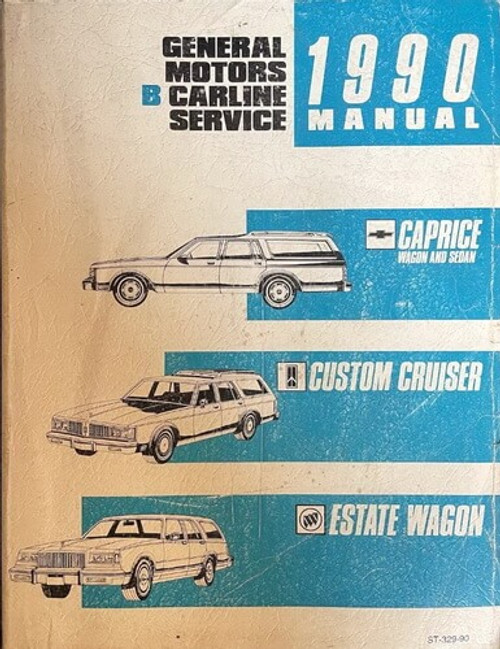 GENERAL
MOTORS
B CARLINE
SERVICE
1990
MANUAL
CAPRICE
WAGON AND SEDAN
CUSTOM CRUISER
ESTATE WAGON
ST-329-90